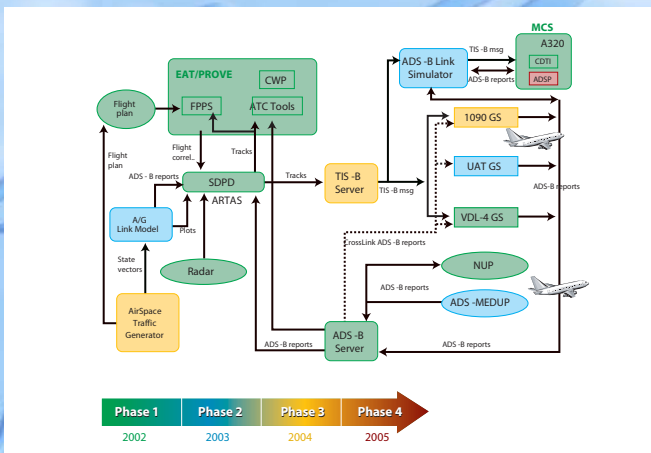 MCS
A320
CDTI
ADSP
TIS -B msg
ADS-B reports
ADS -B Link
Simulator
EAT/PROVE
CWP
FPPS
ATC Tools
Flight
plan
1090 GS
Flight
plan
Flight
correl..
Tracks
ADS -B reports
SDPD
ARTAS
Tracks
TIS -B
Server
TIS -B msg
UAT GS
ADS-B reports
VDL-4 GS
A/G
Link Model
Plots
CrossLink ADS -B reports
State
vectors
Radar
NUP
ADS -B reports
ADS -MEDUP
AirSpace
Traffic
Generator
ADS -B
Server
ADS -B reports
ADS -B reports
Phase 1
Phase 2
Phase 3
Phase 4
2002
2003
2004
2005